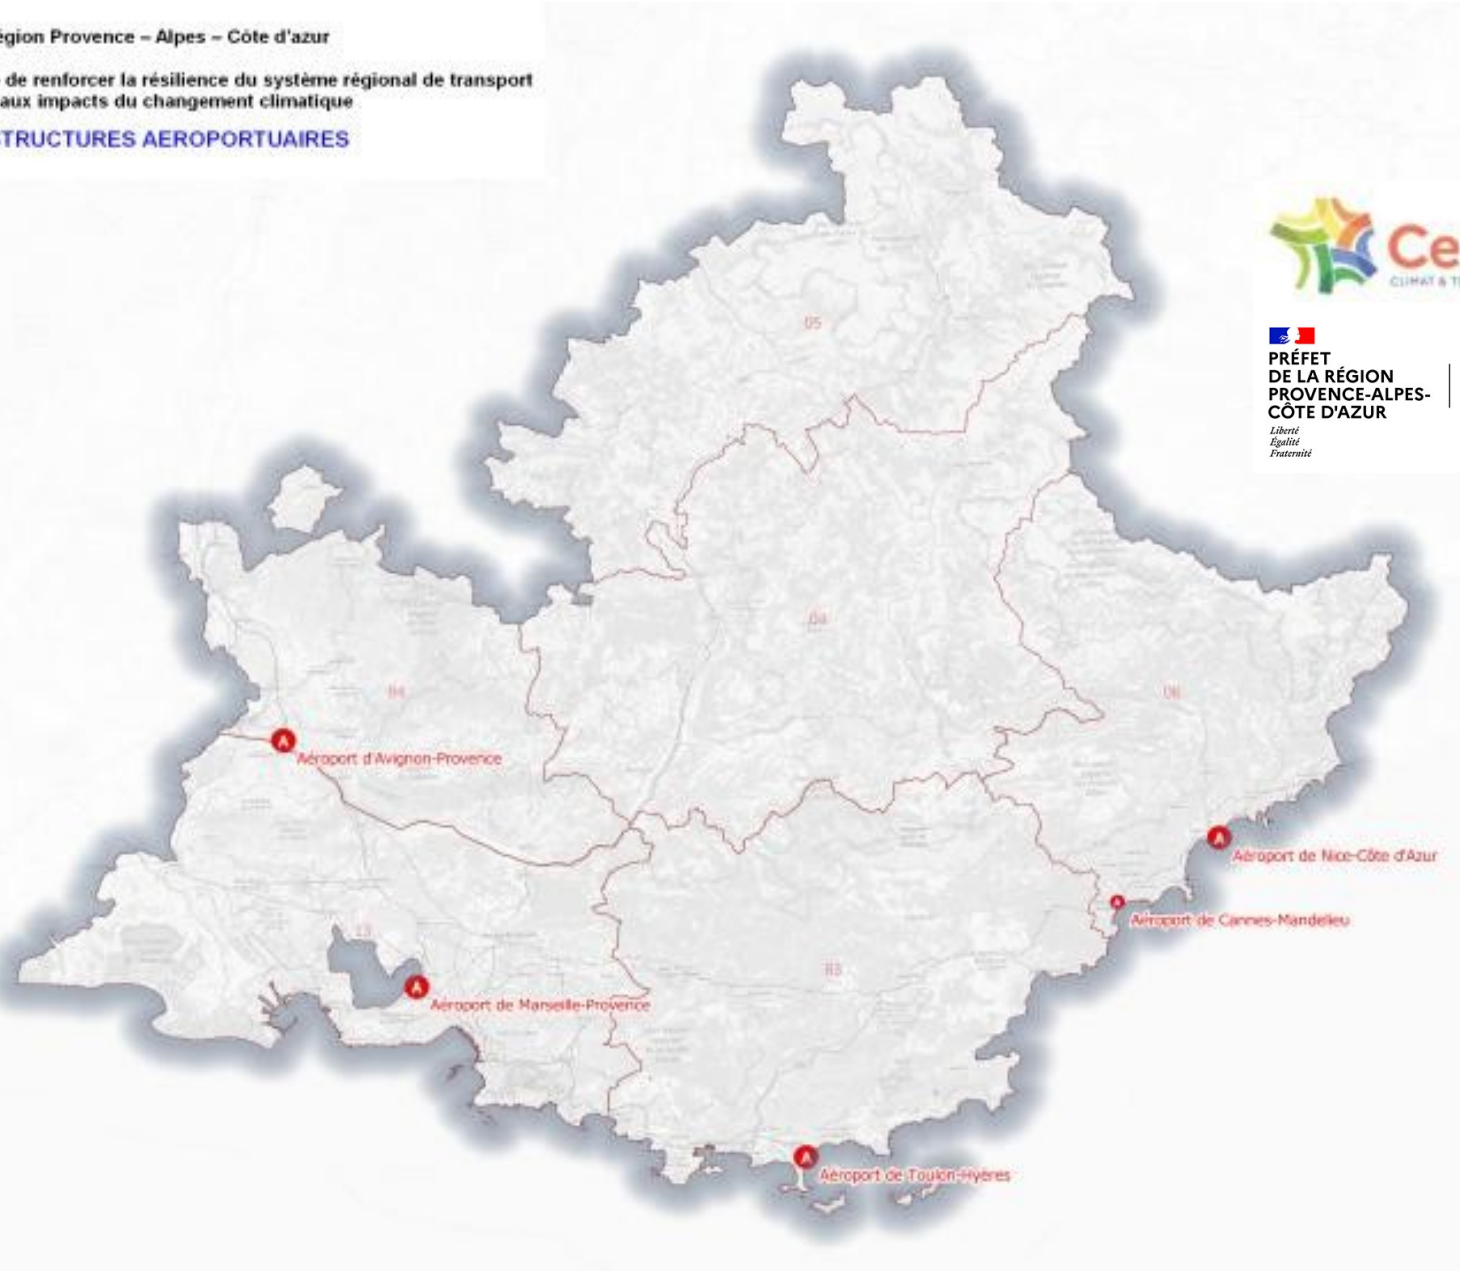 égion Provence – Alpes – Côte d'azur
de renforcer la résilience du système régional de transport
aux impacts du changement climatique
STRUCTURES AEROPORTUAIRES
Ce
CLIMAT & T
PRÉFET
DE LA RÉGION
PROVENCE-ALPES-
CÔTE D'AZUR
Liberté
Égalité
Fraternité
05
04
84
06
Aéroport d'Avignon-Provence
Aéroport de Nice-Côte d'Azur
Aéroport de Cannes-Mandelieu
13
83
Aéroport de Marseille-Provence
Aéroport de Toulon-Hyères